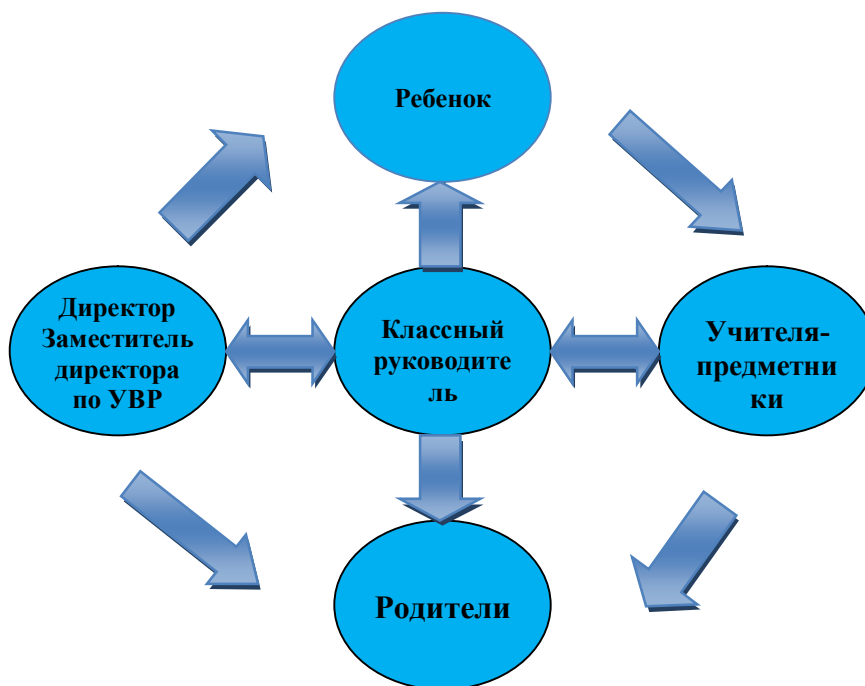 Ребенок
Директор
Заместитель
директора
по УВР
Классный
руководите
ль
Учителя-
предметни
ки
Родители